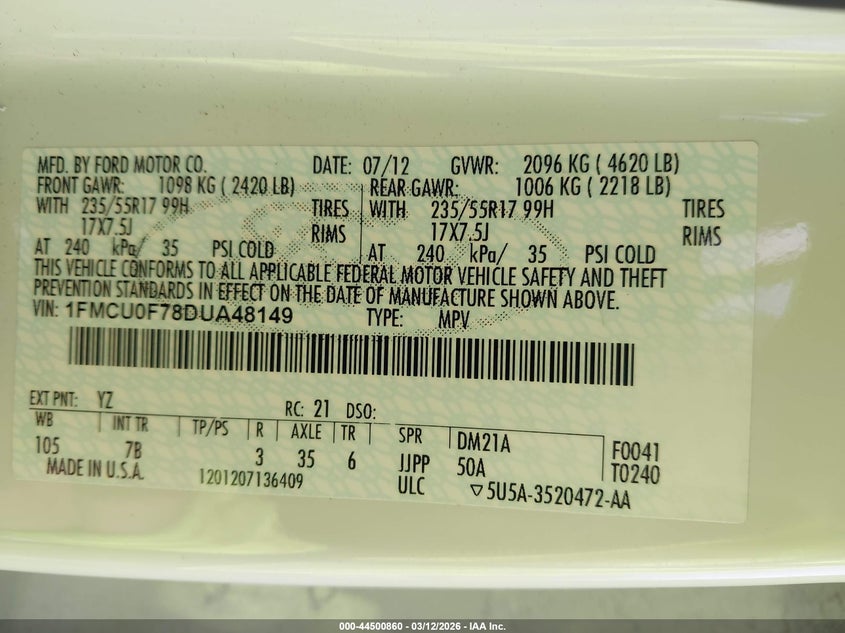 MFD. BY FORD MOTOR CO. DATE: 07/12 GVWR: 2096 KG ( 4620 LB)
FRONT GAWR: 1098 KG ( 2420 LB) REAR GAWR: 1006 KG ( 2218 LB)
WITH 235/55R17 99H TIRES WITH 235/55R17 99H TIRES
17X7.5J RIMS 17X7.5J RIMS
AT 240 kPa/ 35 PSI COLD AT 240 kPa/ 35 PSI COLD
THIS VEHICLE CONFORMS TO ALL APPLICABLE FEDERAL MOTOR VEHICLE SAFETY AND THEFT
PREVENTION STANDARDS IN EFFECT ON THE DATE OF MANUFACTURE SHOWN ABOVE.
VIN: 1FMCU0F78DUA48149 TYPE: MPV
EXT PNT: YZ RC: 21 DSO:
WB INT TR TP/PS R AXLE TR SPR DM21A F0041
105 7B 3 35 6 JJPP 50A T0240
MADE IN U.S.A. 1201207136409 ULC ▽5U5A-3520472-AA
000-44500860 - 03/12/2026 - IAA Inc.